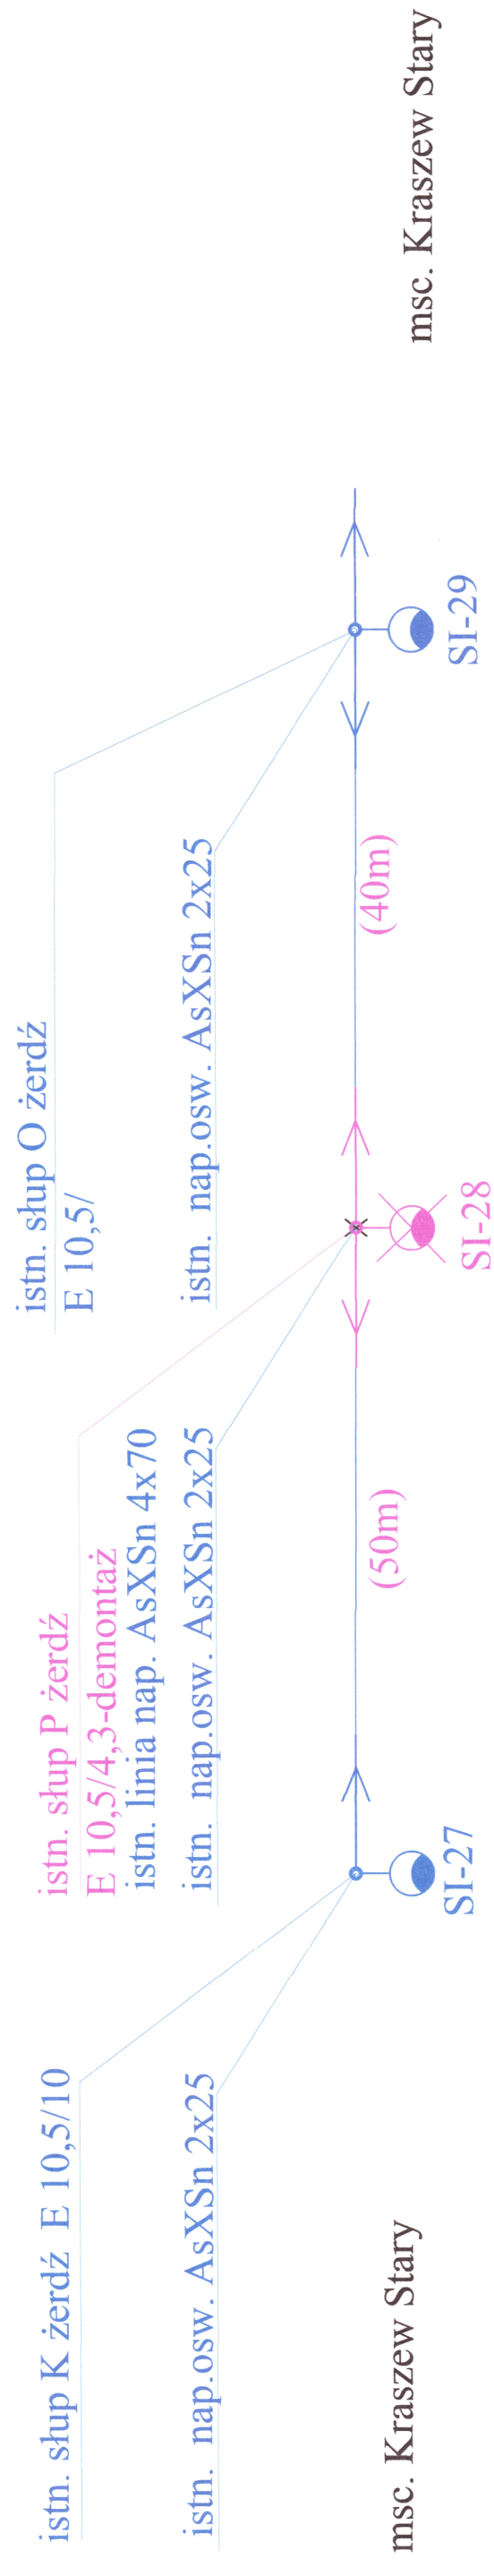 istn. słup K żerdź E 10,5/10
istn. nap.osw. AsXSn 2x25
msc. Kraszew Stary
SI-27
istn. słup P żerdź
E 10,5/4,3-demontaż
istn. linia nap. AsXSn 4x70
istn. nap.osw. AsXSn 2x25
(50m)
SI-28
istn. słup O żerdź
E 10,5/
istn. nap.osw. AsXSn 2x25
(40m)
SI-29
msc. Kraszew Stary